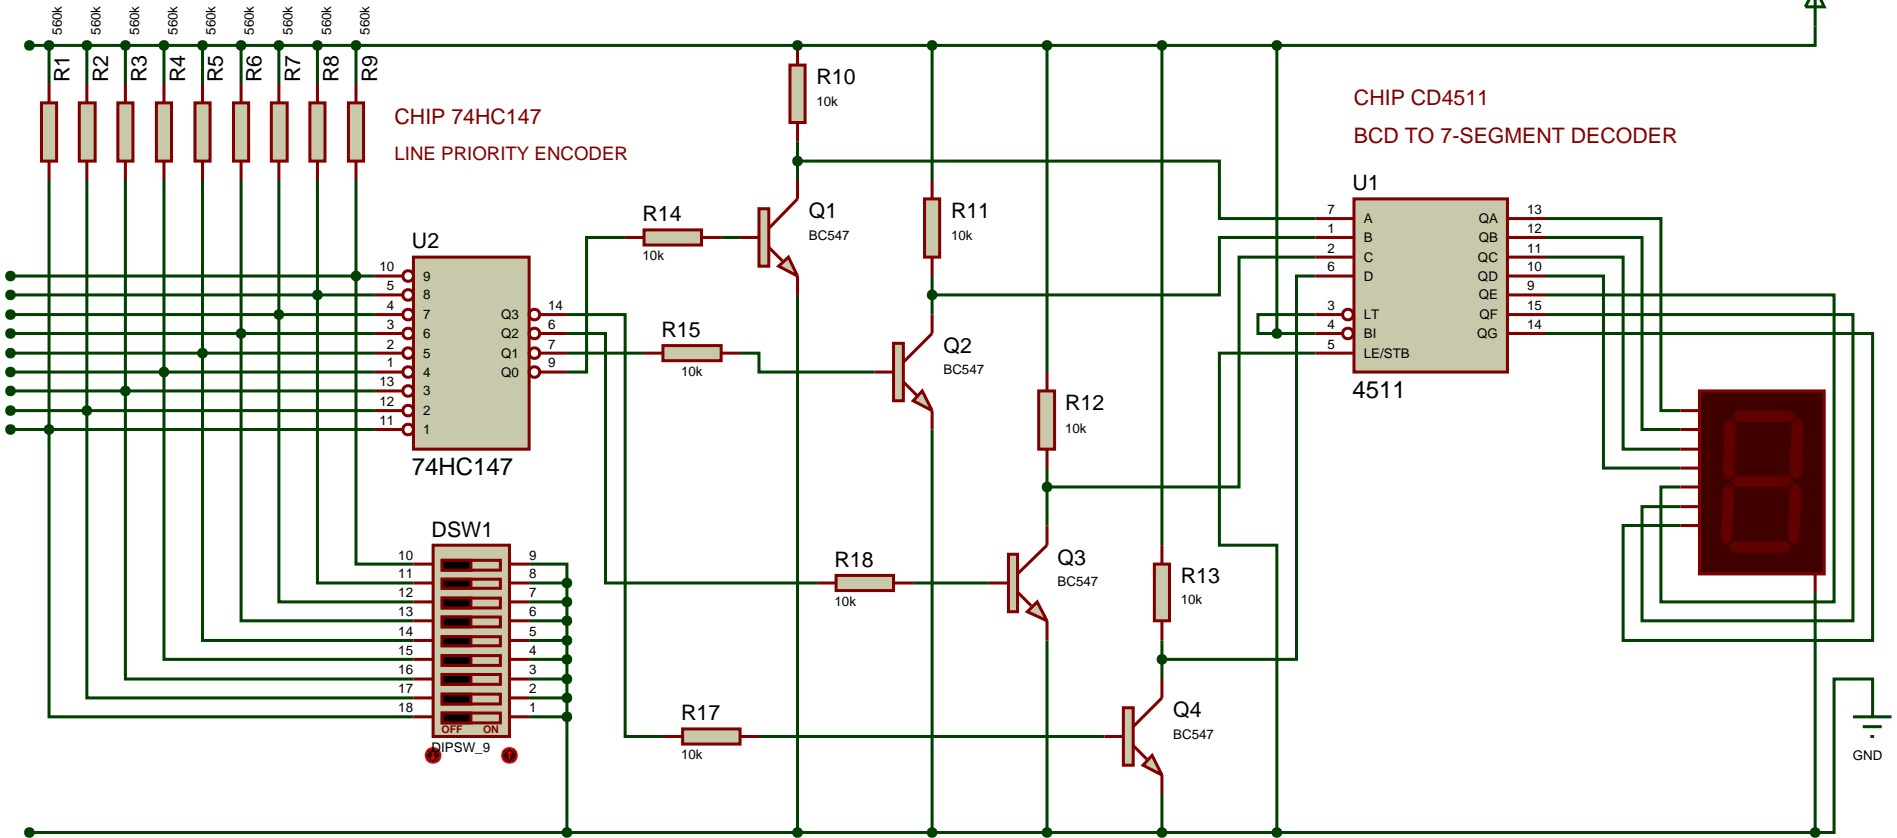 560k
560k
560k
560k
560k
560k
560k
560k
560k
R1
R2
R3
R4
R5
R6
R7
R8
R9
CHIP 74HC147
LINE PRIORITY ENCODER
R10
10k
CHIP CD4511
BCD TO 7-SEGMENT DECODER
U2
10 9
5 8
4 7
3 6
2 5
1 4
13 3
12 2
11 1
Q3 14
Q2 6
Q1 7
Q0 9
74HC147
R14
10k
Q1
BC547
R11
10k
R15
10k
Q2
BC547
R12
10k
R18
10k
Q3
BC547
R13
10k
R17
10k
Q4
BC547
U1
7 A
1 B
2 C
6 D
3 LT
4 BI
5 LE/STB
QA 13
QB 12
QC 11
QD 10
QE 9
QF 15
QG 14
4511
DSW1
10 9
11 8
12 7
13 6
14 5
15 4
16 3
17 2
18 1
OFF ON
DIPSW_9
GND